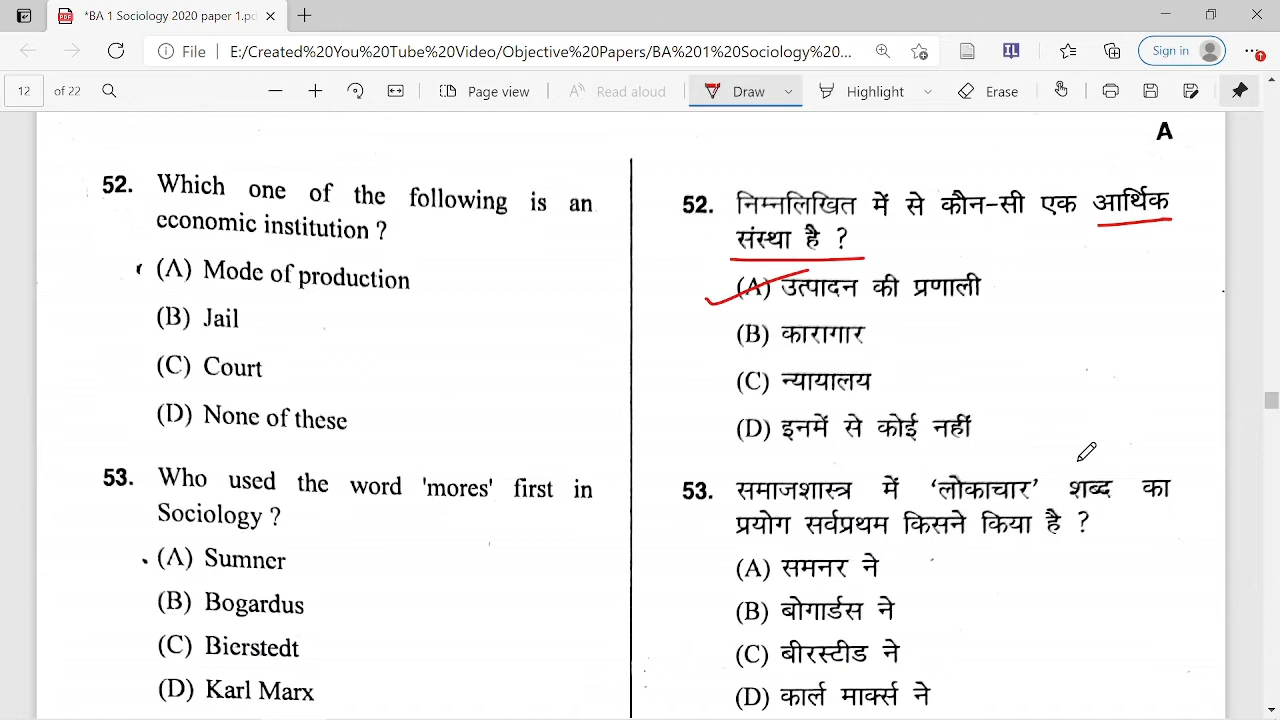 *BA 1 Sociology 2020 paper 1.pd
File E:/Created%20You%20Tube%20Video/Objective%20Papers/BA%201%20Sociology%20...
Sign in
12 of 22 Page view Read aloud Draw Highlight Erase
A
52. Which one of the following is an
economic institution ?
(A) Mode of production
(B) Jail
(C) Court
(D) None of these
53. Who used the word 'mores' first in
Sociology ?
(A) Sumner
(B) Bogardus
(C) Bierstedt
(D) Karl Marx
52. निम्नलिखित में से कौन-सी एक आर्थिक
संस्था है ?
(A) उत्पादन की प्रणाली
(B) कारागार
(C) न्यायालय
(D) इनमें से कोई नहीं
53. समाजशास्त्र में ‘लोकाचार’ शब्द का
प्रयोग सर्वप्रथम किसने किया है ?
(A) समनर ने
(B) बोगार्डस ने
(C) बीरस्टीड ने
(D) कार्ल मार्क्स ने